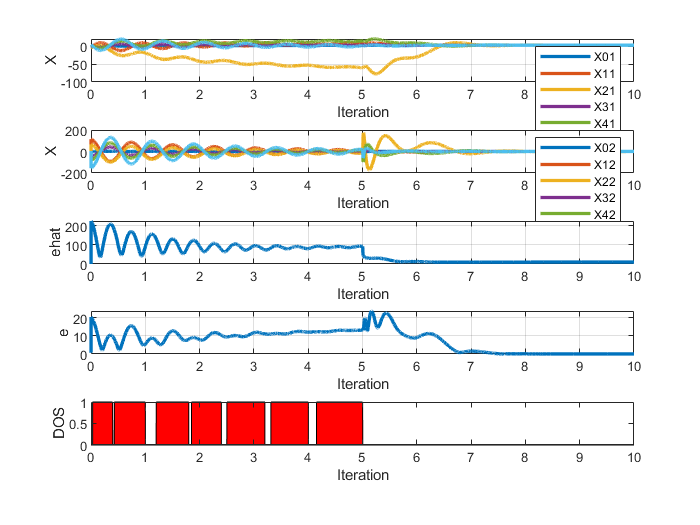 X
0
-50
-100
0 1 2 3 4 5 6 7 8 9 10
Iteration
X01
X11
X21
X31
X41
X
200
0
-200
0 1 2 3 4 5 6 7 8 9 10
Iteration
X02
X12
X22
X32
X42
ehat
200
100
0
0 1 2 3 4 5 6 7 8 9 10
Iteration
e
20
10
0
0 1 2 3 4 5 6 7 8 9 10
Iteration
DOS
1
0.5
0
0 1 2 3 4 5 6 7 8 9 10
Iteration